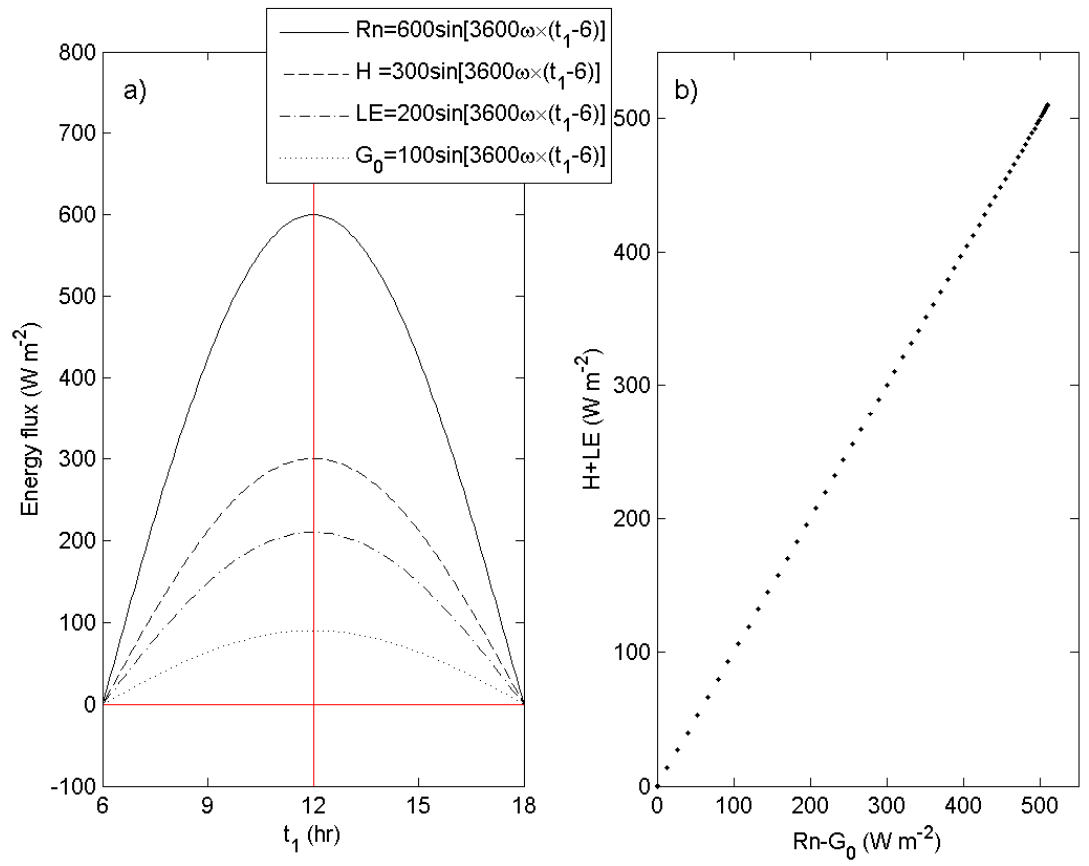 Rn=600sin[3600ω×(t₁-6)]
H =300sin[3600ω×(t₁-6)]
LE=200sin[3600ω×(t₁-6)]
G₀=100sin[3600ω×(t₁-6)]
a)
800
700
600
500
400
300
200
100
0
-100
Energy flux (W m⁻²)
6 9 12 15 18
t₁ (hr)
b)
500
400
300
200
100
0
H+LE (W m⁻²)
0 100 200 300 400 500
Rn-G₀ (W m⁻²)